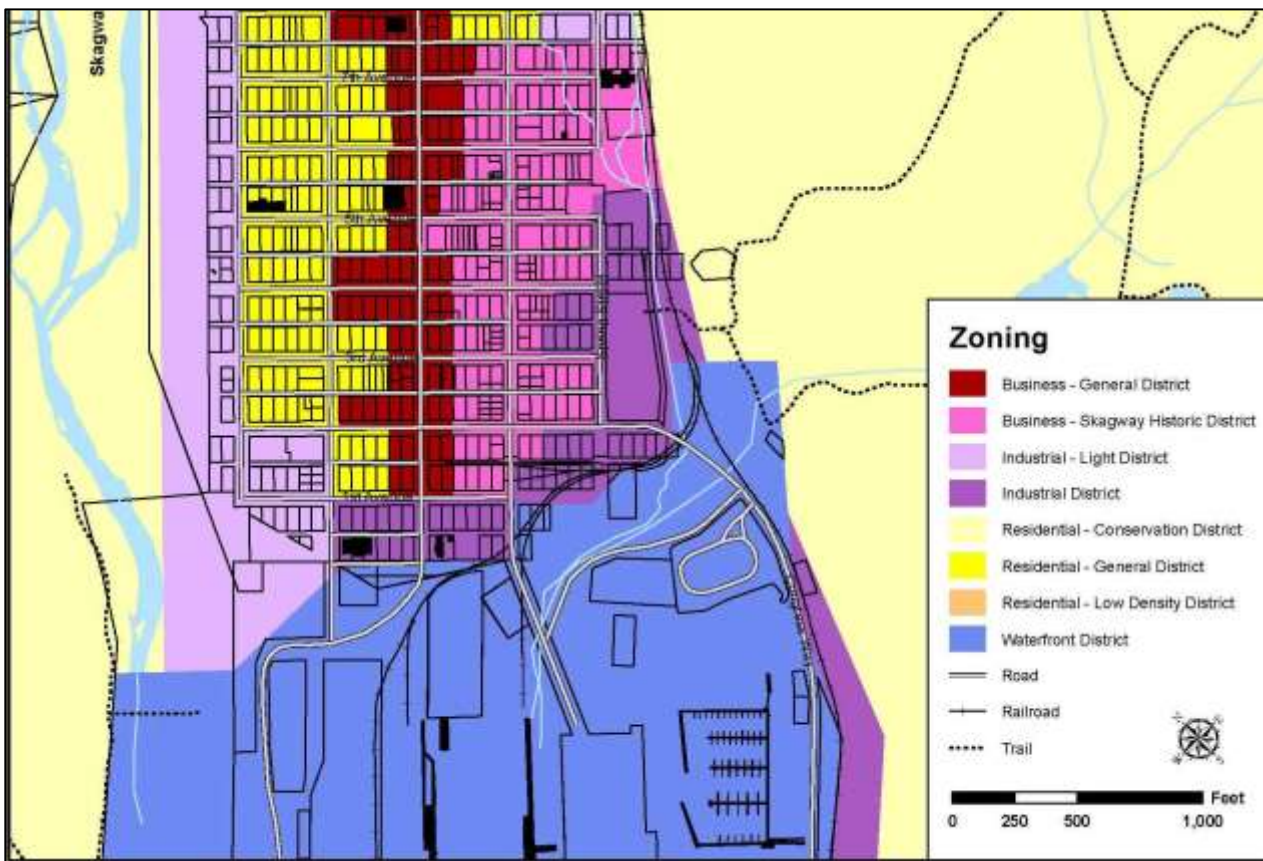 Skagwa
7th Avenue
5th Avenue
3rd Avenue
1st Avenue
Zoning
Business - General District
Business - Skagway Historic District
Industrial - Light District
Industrial District
Residential - Conservation District
Residential - General District
Residential - Low Density District
Waterfront District
Road
Railroad
Trail
Feet
0 250 500 1,000